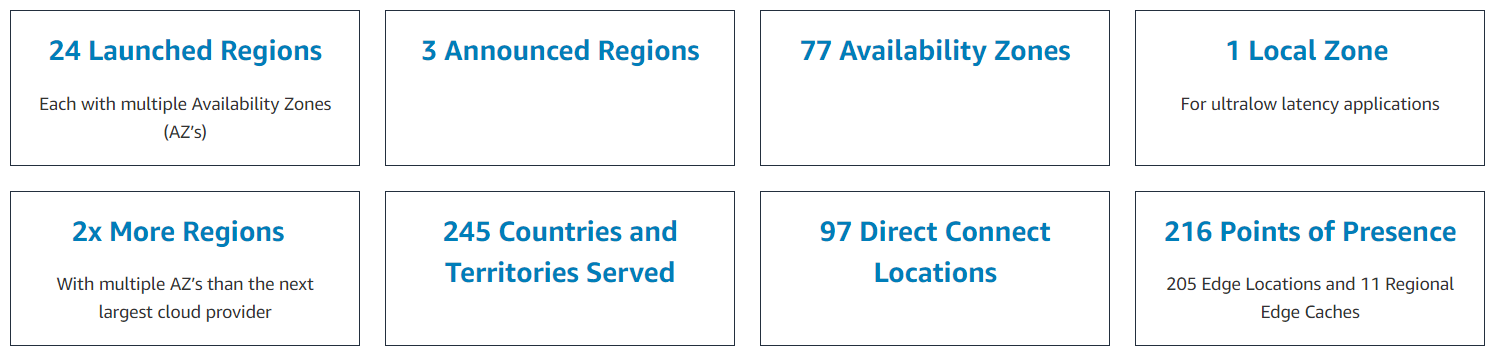 24 Launched Regions
Each with multiple Availability Zones
(AZ’s)
3 Announced Regions
77 Availability Zones
1 Local Zone
For ultralow latency applications
2x More Regions
With multiple AZ’s than the next
largest cloud provider
245 Countries and
Territories Served
97 Direct Connect
Locations
216 Points of Presence
205 Edge Locations and 11 Regional
Edge Caches